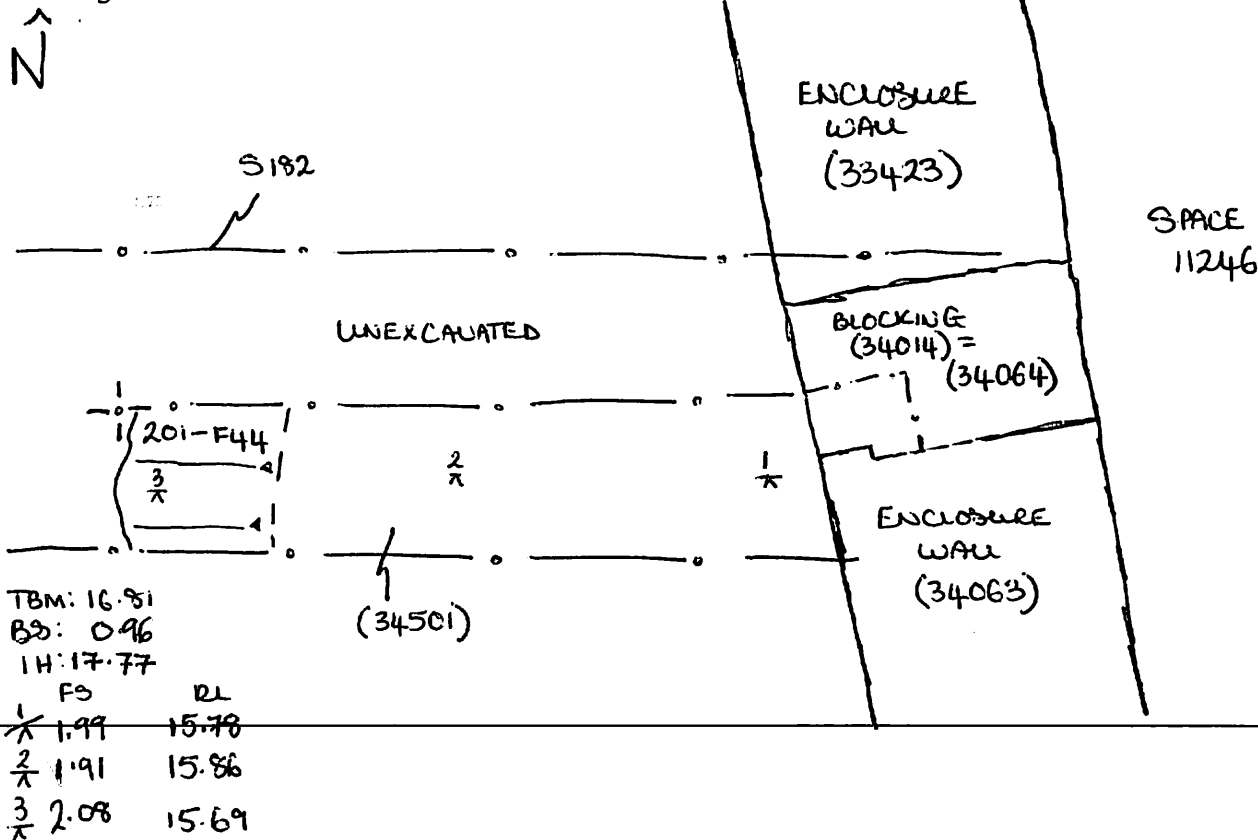 N
ENCLOSURE
WALL
(33423)
S182
SPACE
11246
UNEXCAVATED
BLOCKING
(34014) =
(34064)
20i-F44
3
2
1
ENCLOSURE
WALL
(34063)
(34501)
TBM: 16.81
BS: 0.96
IH: 17.77
FS RL
1 1.99 15.78
2 1.91 15.86
3 2.08 15.69